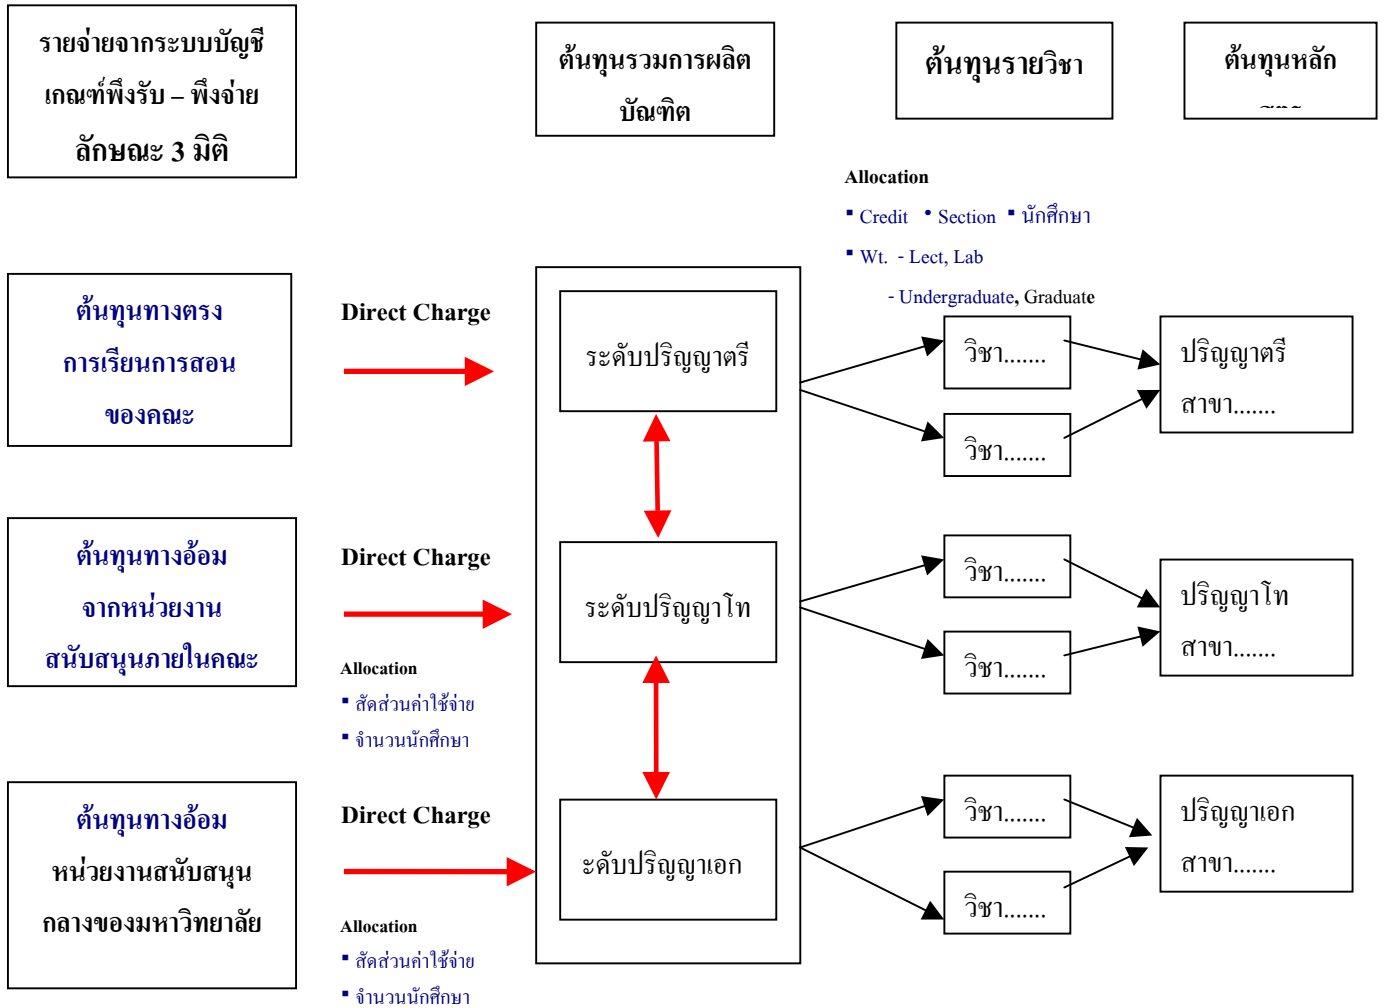 รายจ่ายจากระบบบัญชี
เกณฑ์พึงรับ – พึงจ่าย
ลักษณะ 3 มิติ
ต้นทุนรวมการผลิต
บัณฑิต
ต้นทุนรายวิชา
ต้นทุนหลัก
Allocation
▪ Credit • Section ▪ นักศึกษา
▪ Wt. - Lect, Lab
- Undergraduate, Graduate
ต้นทุนทางตรง
การเรียนการสอน
ของคณะ
Direct Charge
ระดับปริญญาตรี
วิชา.......
วิชา.......
ปริญญาตรี
สาขา.......
ต้นทุนทางอ้อม
จากหน่วยงาน
สนับสนุนภายในคณะ
Direct Charge
Allocation
▪ สัดส่วนค่าใช้จ่าย
▪ จำนวนนักศึกษา
ระดับปริญญาโท
วิชา.......
วิชา.......
ปริญญาโท
สาขา.......
ต้นทุนทางอ้อม
หน่วยงานสนับสนุน
กลางของมหาวิทยาลัย
Direct Charge
Allocation
▪ สัดส่วนค่าใช้จ่าย
▪ จำนวนนักศึกษา
ะดับปริญญาเอก
วิชา.......
วิชา.......
ปริญญาเอก
สาขา.......